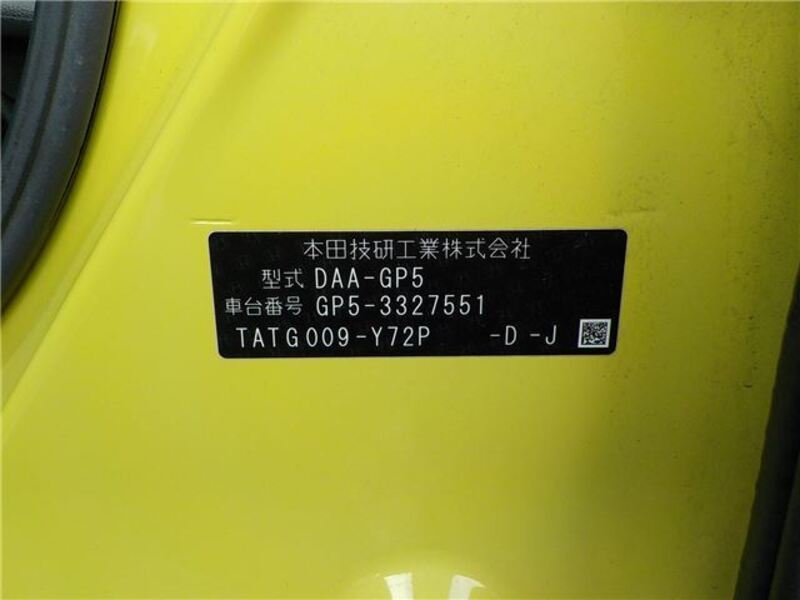 本田技研工業株式会社
型式 DAA-GP5
車台番号 GP5-3327551
TATG009-Y72P -D -J